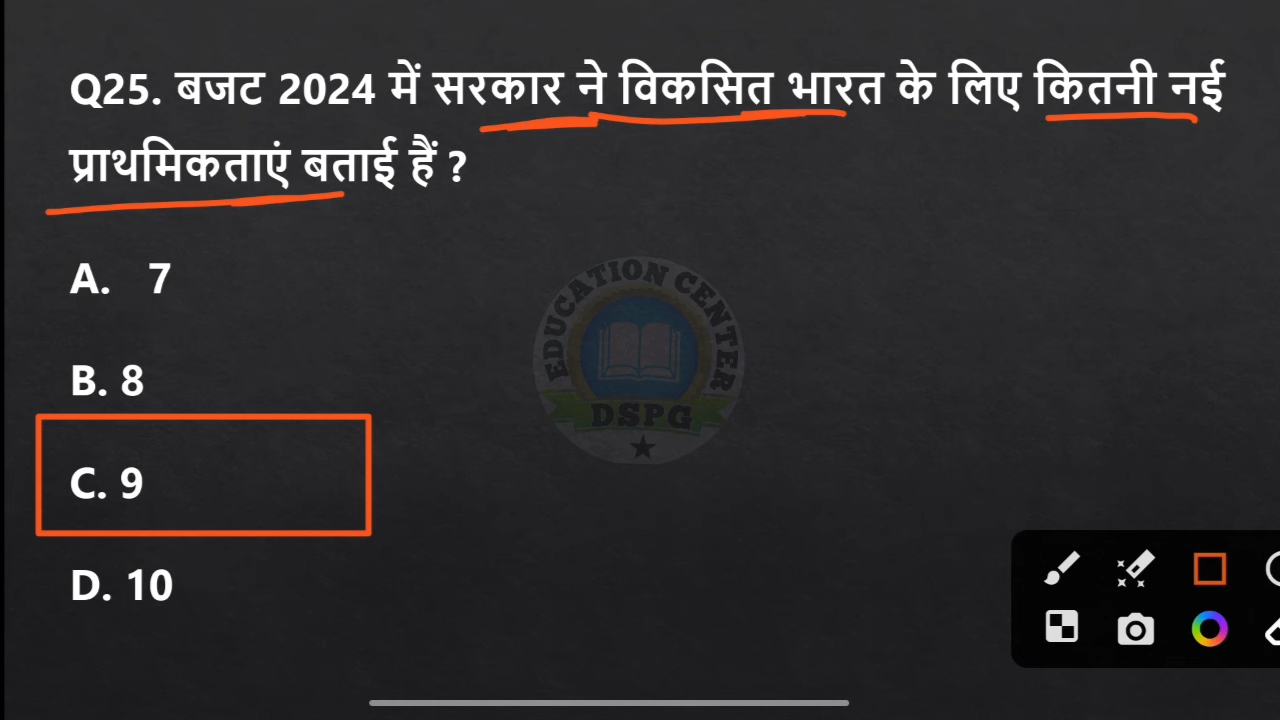 Q25. बजट 2024 में सरकार ने विकसित भारत के लिए कितनी नई
प्राथमिकताएं बताई हैं ?
A. 7
B. 8
C. 9
D. 10
EDUCATION CENTER
DSPG